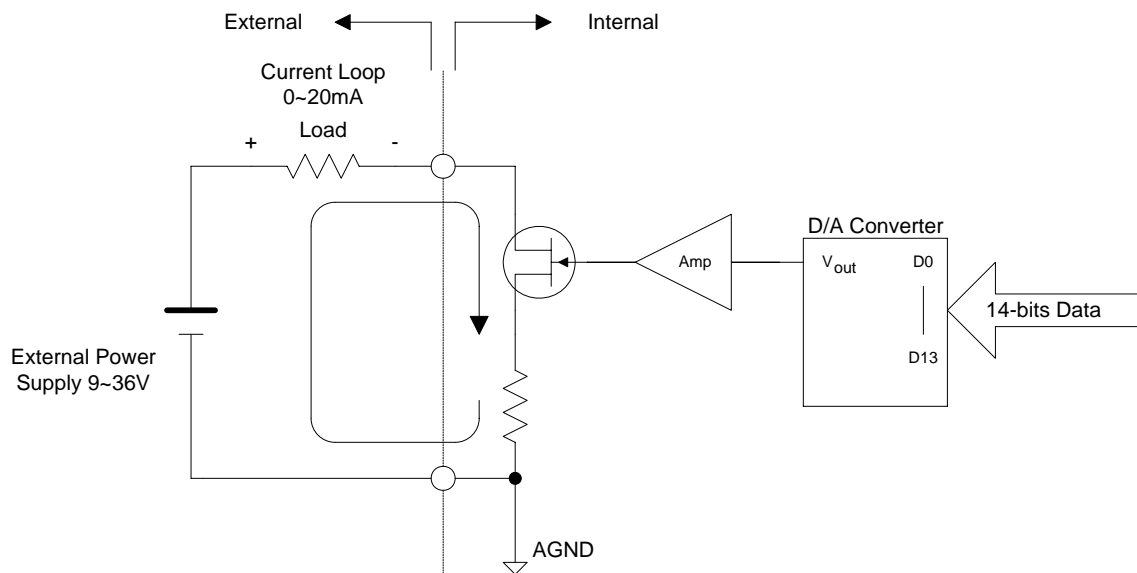 External
Internal
Current Loop
0~20mA
Load
+
-
D/A Converter
Amp
Vout
D0
14-bits Data
D13
External Power
Supply 9~36V
AGND